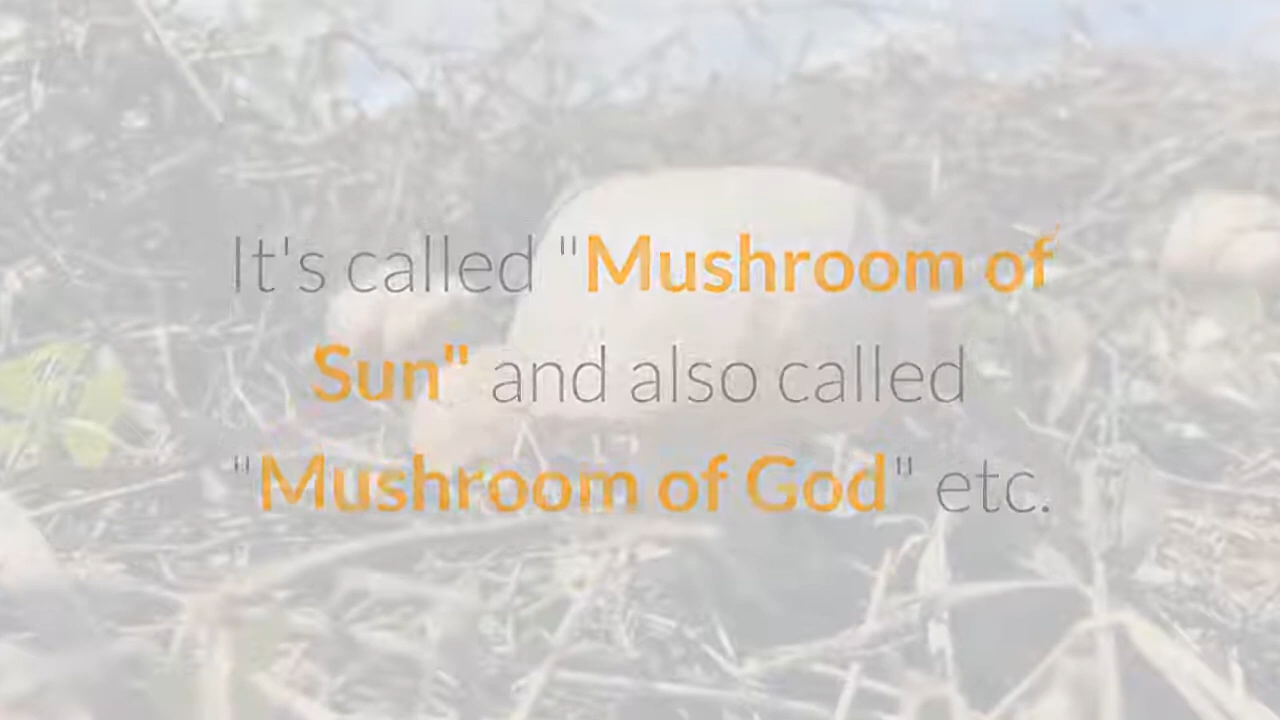 It's called "Mushroom of
Sun" and also called
"Mushroom of God" etc.